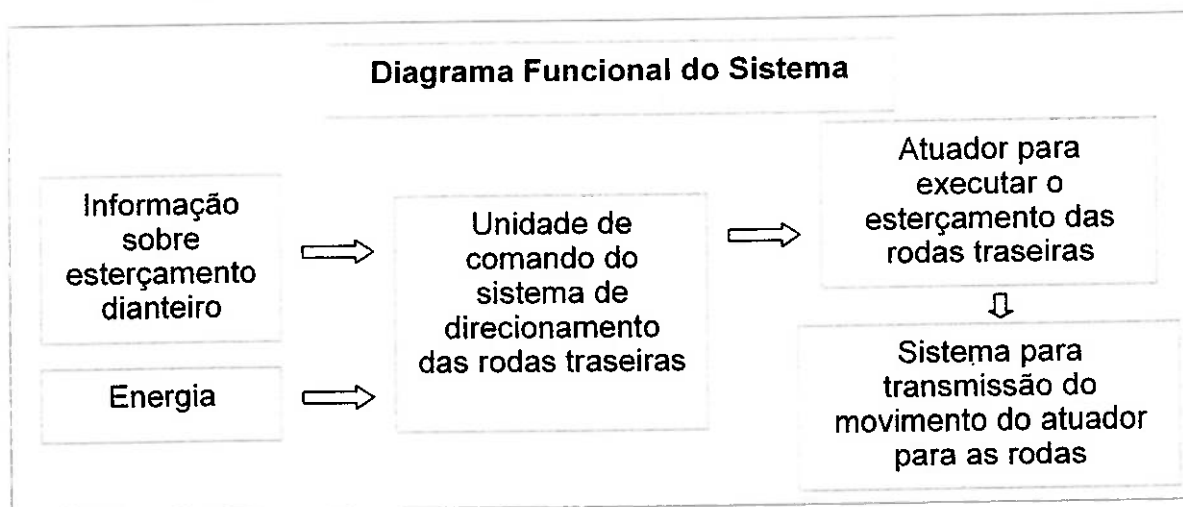 Diagrama Funcional do Sistema
Informação
sobre
esterçamento
dianteiro
Energia
Unidade de
comando do
sistema de
direcionamento
das rodas traseiras
Atuador para
executar o
esterçamento das
rodas traseiras
Sistema para
transmissão do
movimento do atuador
para as rodas